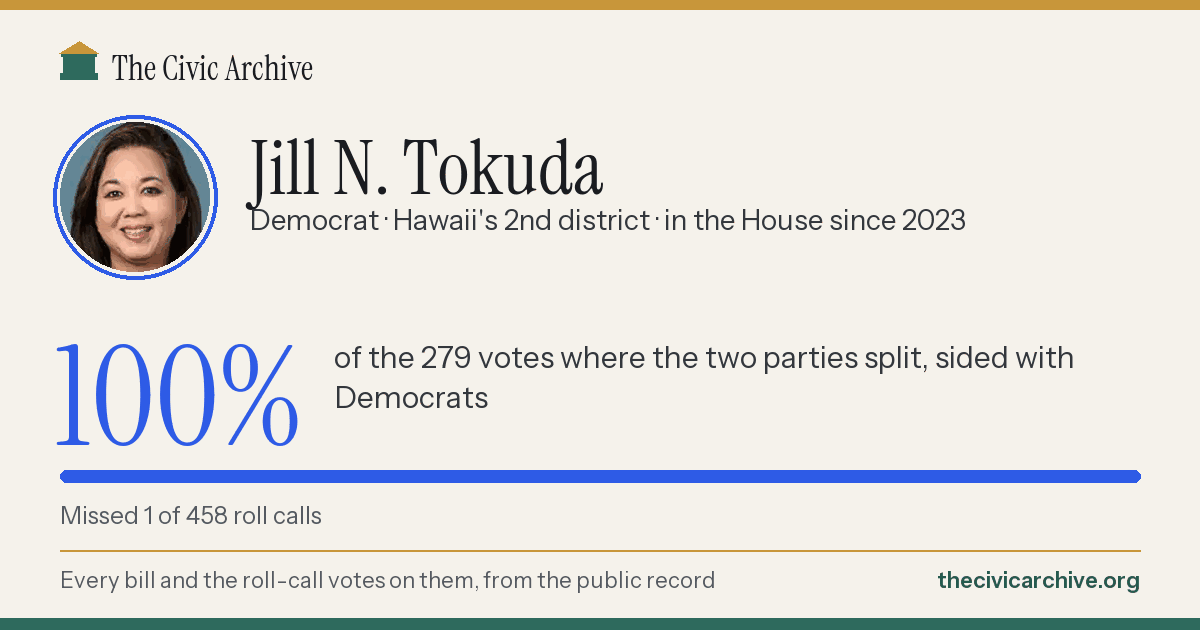 The Civic Archive
Jill N. Tokuda
Democrat · Hawaii's 2nd district · in the House since 2023
100%
of the 279 votes where the two parties split, sided with
Democrats
Missed 1 of 458 roll calls
Every bill and the roll-call votes on them, from the public record
thecivicarchive.org